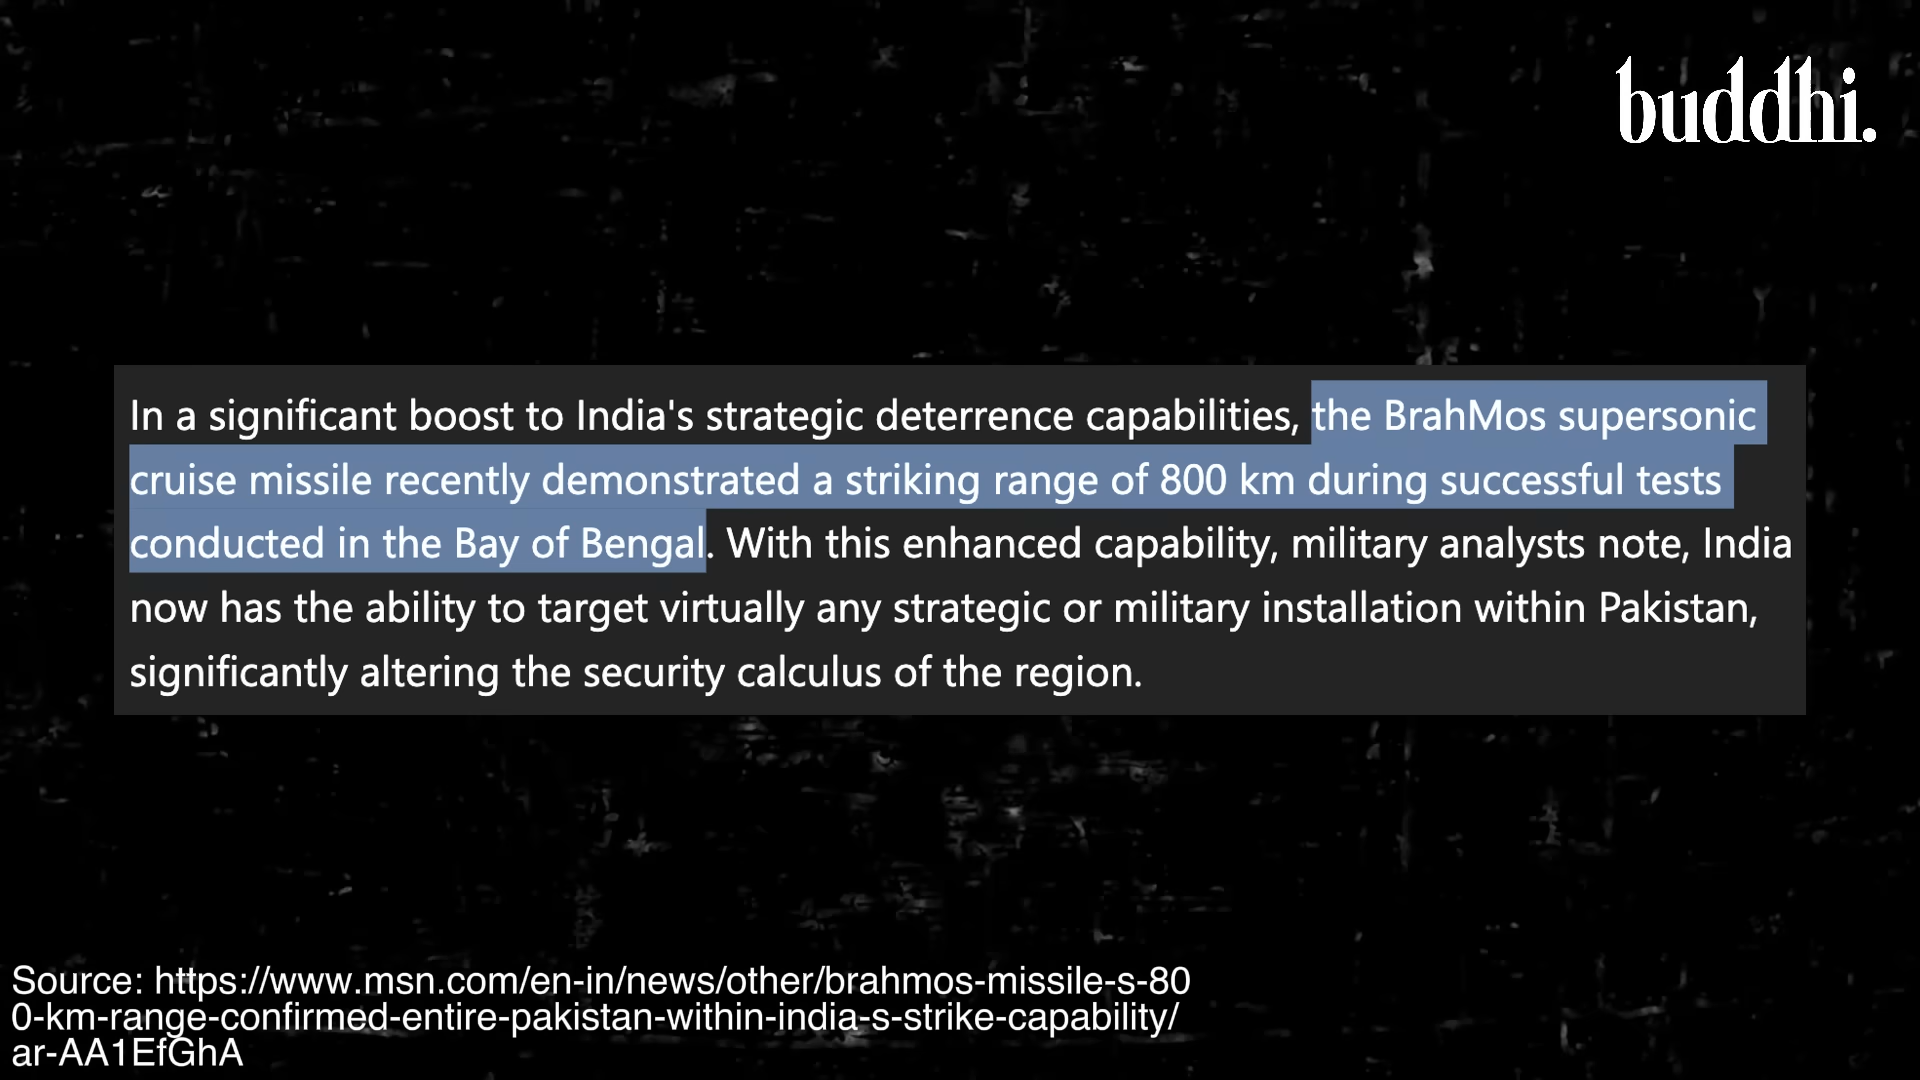 buddhi.
In a significant boost to India's strategic deterrence capabilities, the BrahMos supersonic
cruise missile recently demonstrated a striking range of 800 km during successful tests
conducted in the Bay of Bengal. With this enhanced capability, military analysts note, India
now has the ability to target virtually any strategic or military installation within Pakistan,
significantly altering the security calculus of the region.
Source: https://www.msn.com/en-in/news/other/brahmos-missile-s-80
0-km-range-confirmed-entire-pakistan-within-india-s-strike-capability/
ar-AA1EfGhA